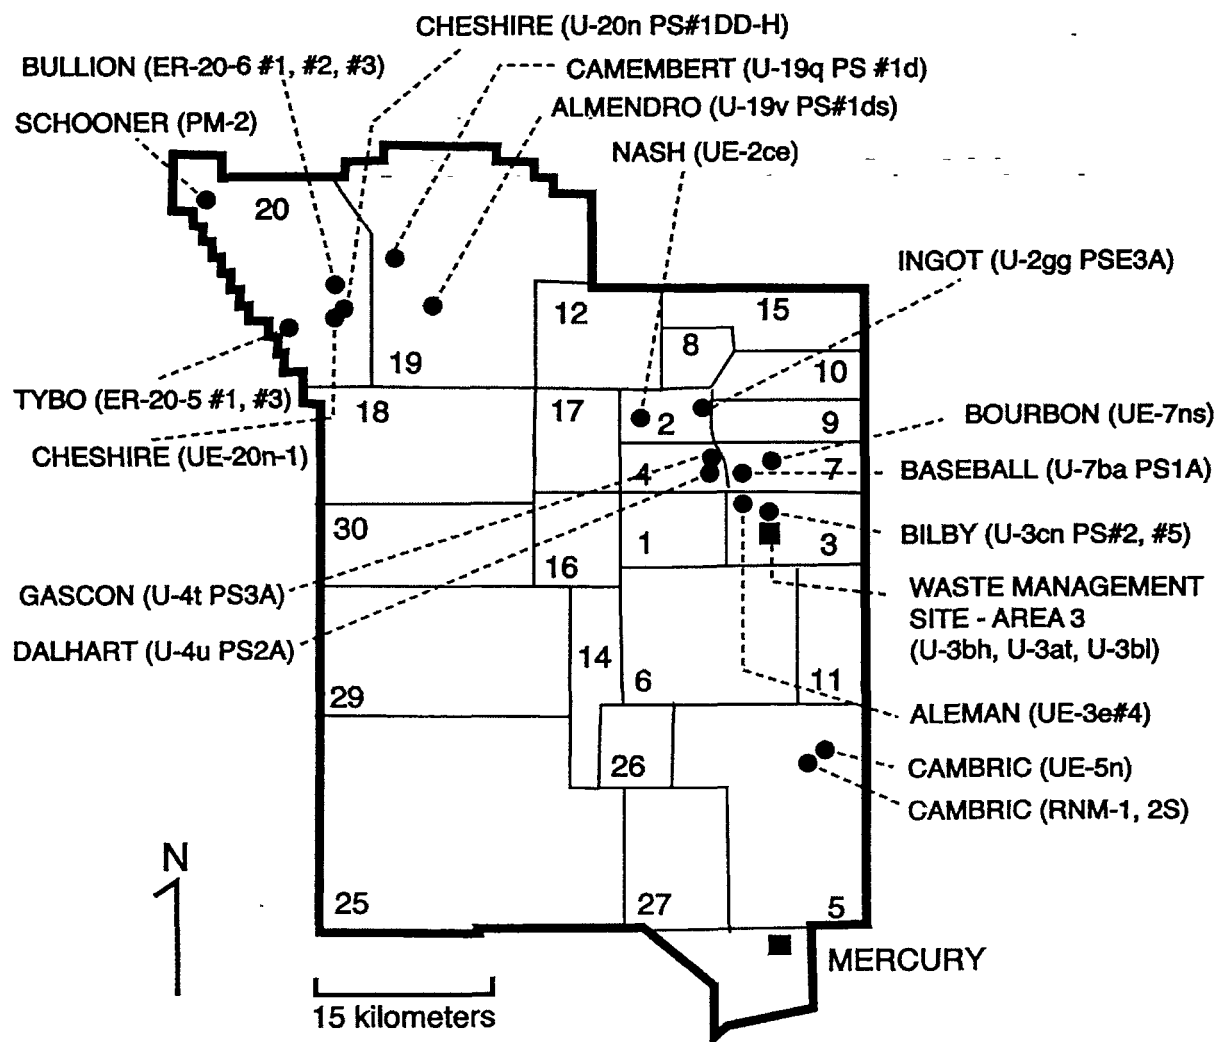 CHESHIRE (U-20n PS#1DD-H)
BULLION (ER-20-6 #1, #2, #3)
CAMEMBERT (U-19q PS #1d)
ALMENDRO (U-19v PS#1ds)
SCHOONER (PM-2)
NASH (UE-2ce)
20
INGOT (U-2gg PSE3A)
12
15
8
19
10
TYBO (ER-20-5 #1, #3)
18
17
2
9
BOURBON (UE-7ns)
CHESHIRE (UE-20n-1)
4
7
BASEBALL (U-7ba PS1A)
30
1
3
BILBY (U-3cn PS#2, #5)
16
GASCON (U-4t PS3A)
WASTE MANAGEMENT
SITE - AREA 3
(U-3bh, U-3at, U-3bl)
DALHART (U-4u PS2A)
14
29
6
11
ALEMAN (UE-3e#4)
26
CAMBRIC (UE-5n)
CAMBRIC (RNM-1, 2S)
N
25
27
5
MERCURY
15 kilometers